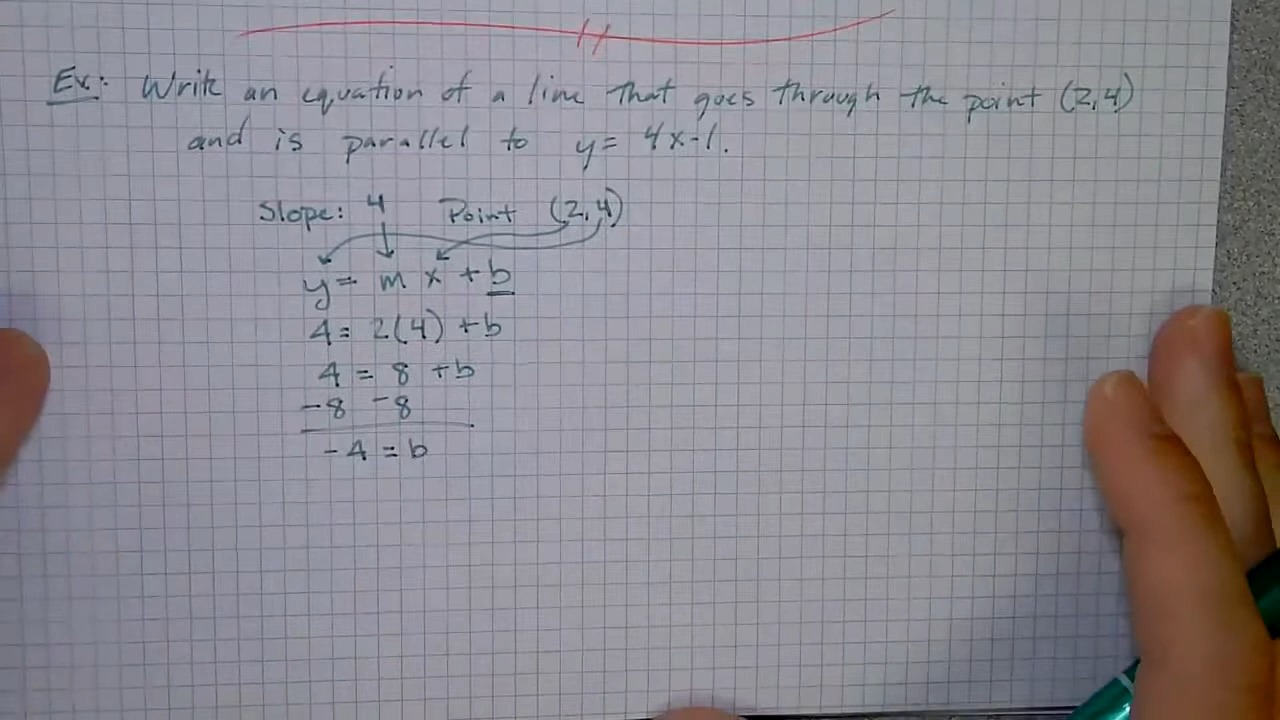 Ex: Write an equation of a line that goes through the point (2,4)
and is parallel to y= 4x-1.
Slope: 4 Point (2,4)
y= m x + b
4= 2(4) + b
4 = 8 + b
-8 -8
-4 = b